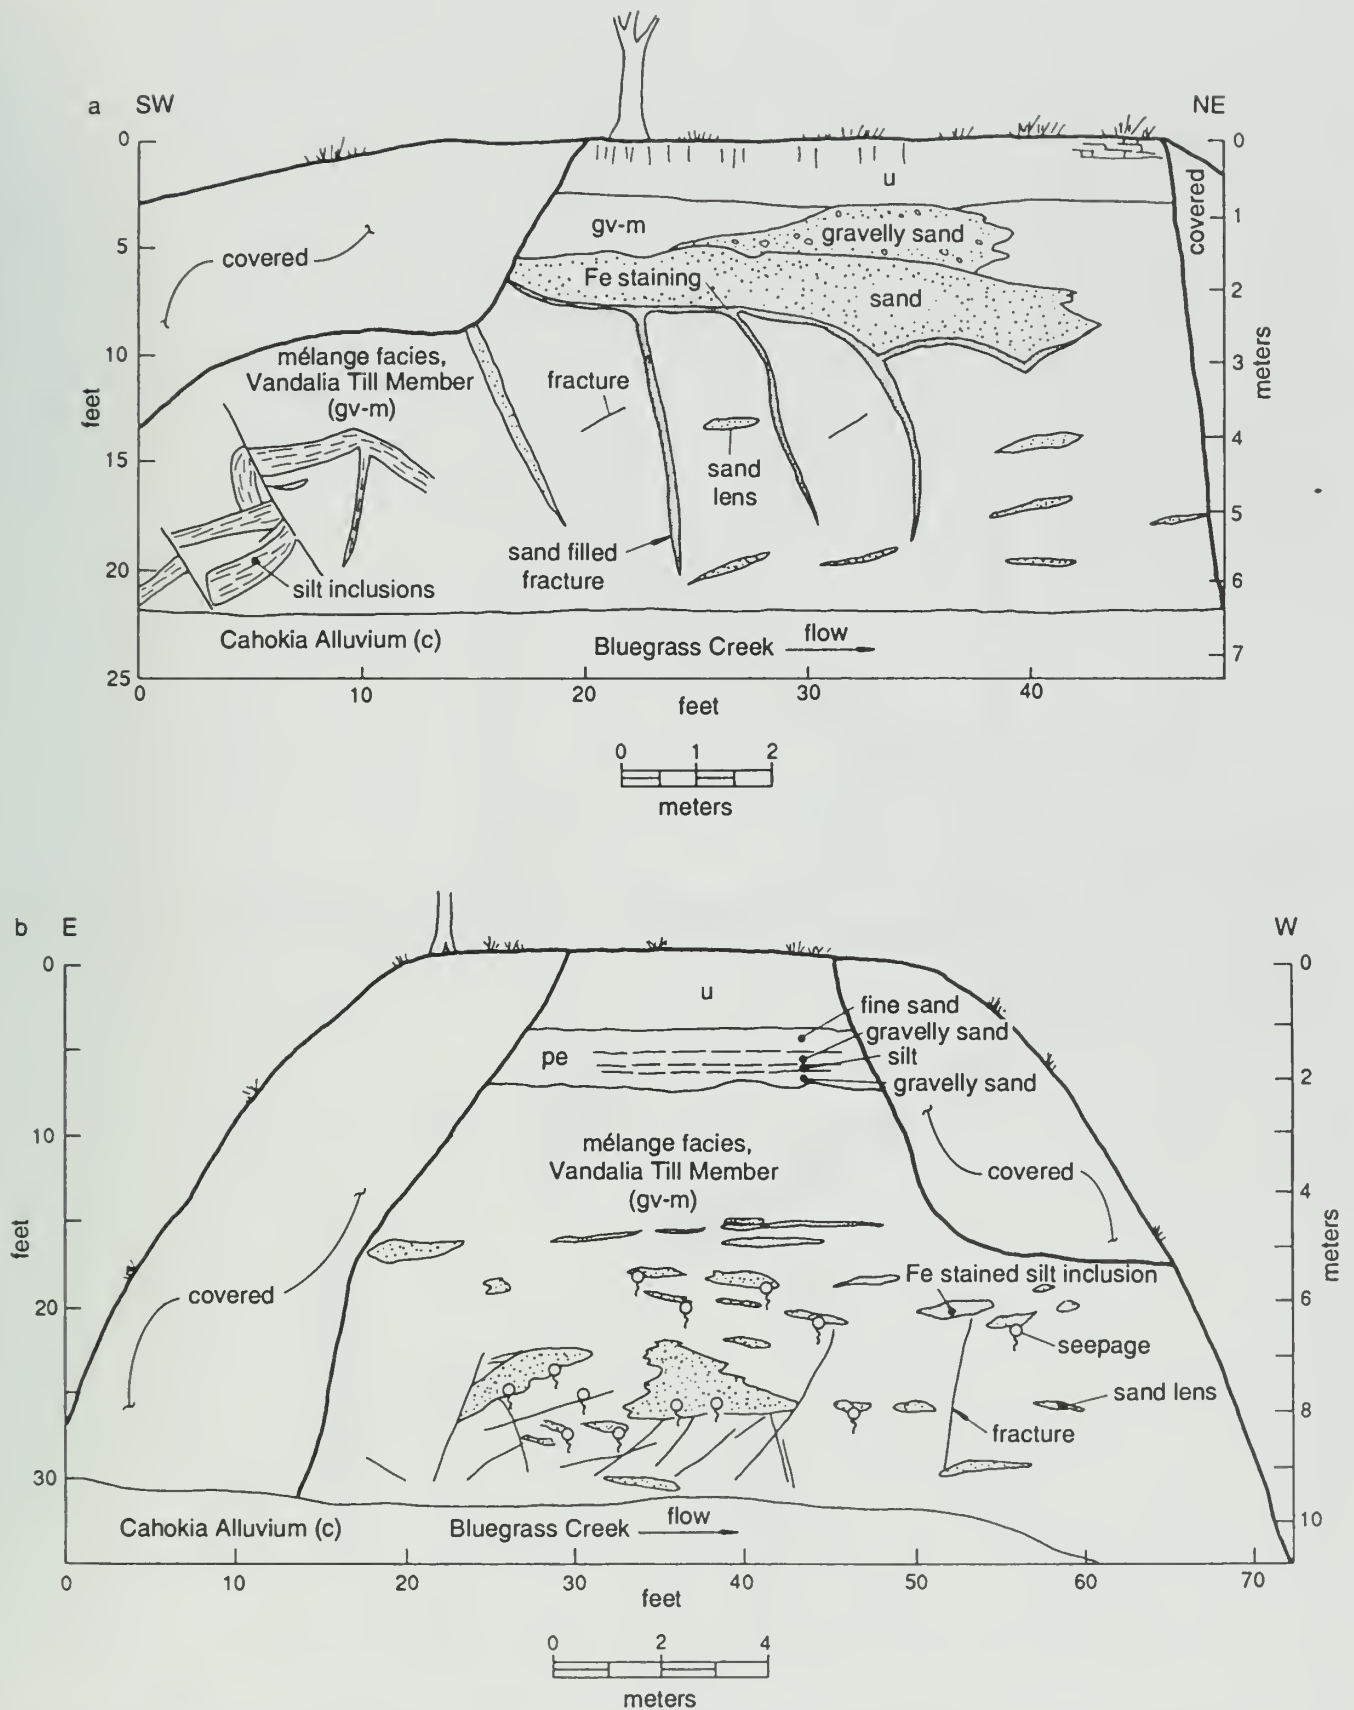 a SW
NE
0
5
10
15
20
25
feet
0
1
2
3
4
5
6
7
meters
u
covered
gv-m
gravelly sand
covered
Fe staining
sand
mélange facies,
Vandalia Till Member
(gv-m)
fracture
sand
lens
sand filled
fracture
silt inclusions
Cahokia Alluvium (c)
Bluegrass Creek
flow
0
10
20
30
40
feet
0
1
2
meters
b E
W
0
10
20
30
feet
0
2
4
6
8
10
meters
u
fine sand
gravelly sand
pe
silt
gravelly sand
mélange facies,
Vandalia Till Member
(gv-m)
covered
covered
Fe stained silt inclusion
seepage
sand lens
fracture
Cahokia Alluvium (c)
Bluegrass Creek
flow
0
10
20
30
40
50
60
70
feet
0
2
4
meters